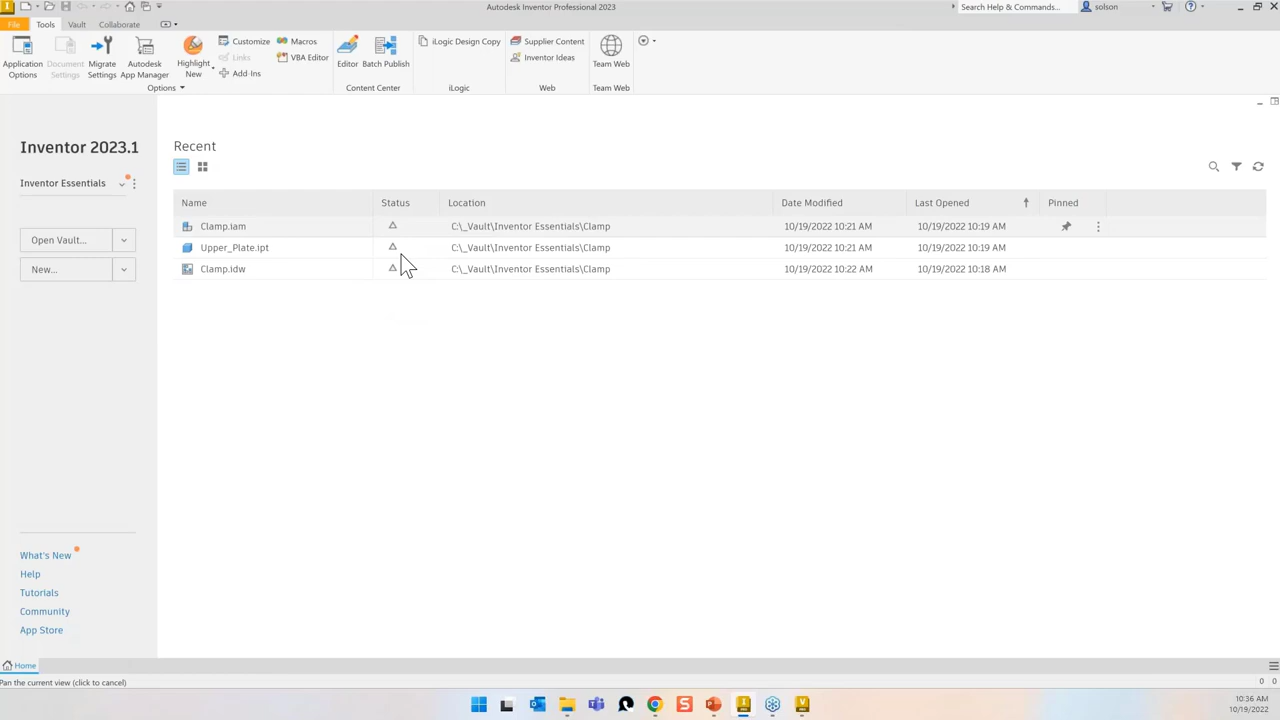 Autodesk Inventor Professional 2023
Search Help & Commands...
solson
File Tools Vault Collaborate
Application Options
Document Settings
Migrate Settings
Autodesk App Manager
Highlight New
Customize
Links
Add-Ins
Macros
VBA Editor
Options
Editor
Batch Publish
Content Center
iLogic Design Copy
iLogic
Supplier Content
Inventor Ideas
Web
Team Web
Team Web
Inventor 2023.1
Inventor Essentials
Open Vault...
New...
What's New
Help
Tutorials
Community
App Store
Recent
Name Status Location Date Modified Last Opened Pinned
Clamp.iam C:\_Vault\Inventor Essentials\Clamp 10/19/2022 10:21 AM 10/19/2022 10:19 AM
Upper_Plate.ipt C:\_Vault\Inventor Essentials\Clamp 10/19/2022 10:21 AM 10/19/2022 10:19 AM
Clamp.idw C:\_Vault\Inventor Essentials\Clamp 10/19/2022 10:22 AM 10/19/2022 10:18 AM
Home
Pan the current view (click to cancel)
0 0
10:36 AM
10/19/2022